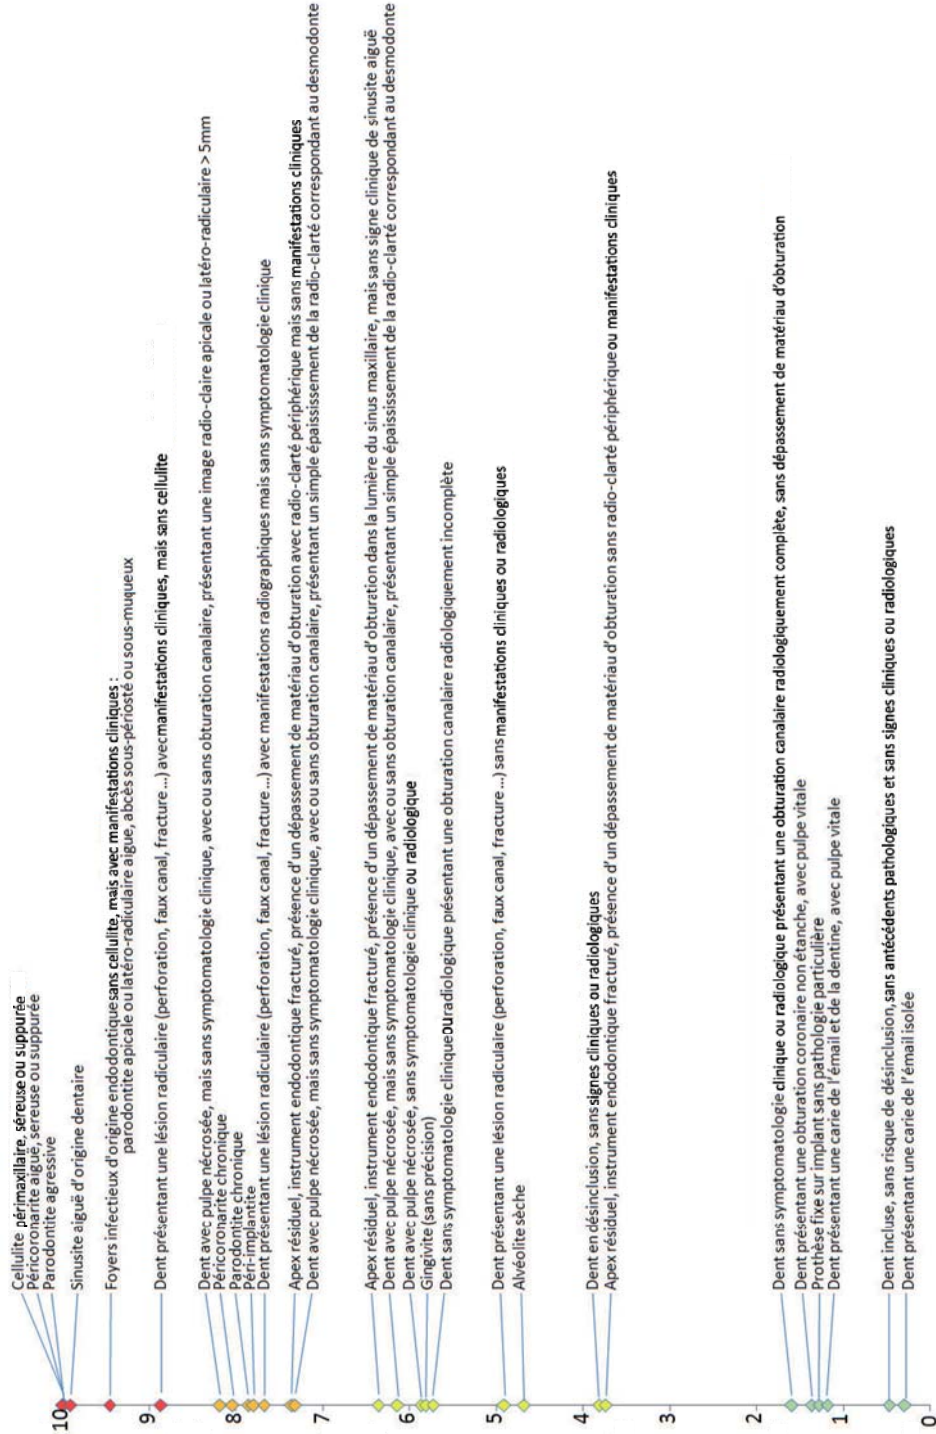 Cellulite périmaxillaire, séreuse ou suppurée
Péricoronarite aiguë, sereuse ou suppurée
Parodontite agressive
Sinusite aiguë d'origine dentaire
Foyers infectieux d'origine endodontiquesans cellulite, mais avec manifestations cliniques :
parodontite apicale ou latéro-radiculaire aigue, abcès sous-périosté ou sous-muqueux
Dent présentant une lésion radiculaire (perforation, faux canal, fracture ...) avecmanifestations cliniques, mais sans cellulite
Dent avec pulpe nécrosée, mais sans symptomatologie clinique, avec ou sans obturation canalaire, présentant une image radio-claire apicale ou latéro-radiculaire > 5mm
Péricoronarite chronique
Parodontite chronique
Péri-implantite
Dent présentant une lésion radiculaire (perforation, faux canal, fracture ...) avec manifestations radiographiques mais sans symptomatologie clinique
Apex résiduel, instrument endodontique fracturé, présence d'un dépassement de matériau d'obturation avec radio-clarté périphérique mais sans manifestations cliniques
Dent avec pulpe nécrosée, mais sans symptomatologie clinique, avec ou sans obturation canalaire, présentant un simple épaississement de la radio-clarté correspondant au desmodonte
Apex résiduel, instrument endodontique fracturé, présence d'un dépassement de matériau d'obturation dans la lumière du sinus maxillaire, mais sans signe clinique de sinusite aiguë
Dent avec pulpe nécrosée, mais sans symptomatologie clinique, avec ou sans obturation canalaire, présentant un simple épaississement de la radio-clarté correspondant au desmodonte
Dent avec pulpe nécrosée, sans symptomatologie clinique ou radiologique
Gingivite (sans précision)
Dent sans symptomatologie cliniqueou radiologique présentant une obturation canalaire radiologiquement incomplète
Dent présentant une lésion radiculaire (perforation, faux canal, fracture ...) sans manifestations cliniques ou radiologiques
Alvéolite sèche
Dent en désinclusion, sans signes cliniques ou radiologiques
Apex résiduel, instrument endodontique fracturé, présence d'un dépassement de matériau d'obturation sans radio-clarté périphérique ou manifestations cliniques
Dent sans symptomatologie clinique ou radiologique présentant une obturation canalaire radiologiquement complète, sans dépassement de matériau d'obturation
Dent présentant une obturation coronaire non étanche, avec pulpe vitale
Prothèse fixe sur implant sans pathologie particulière
Dent présentant une carie de l'émail et de la dentine, avec pulpe vitale
Dent incluse, sans risque de désinclusion, sans antécédents pathologiques et sans signes cliniques ou radiologiques
Dent présentant une carie de l'émail isolée
10
9
8
7
6
5
4
3
2
1
0